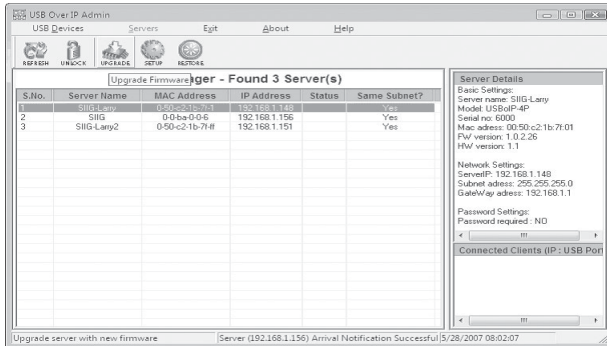 USB Over IP Admin
USB Devices Servers Exit About Help
REFRESH UNLOCK UPGRADE SETUP RESTORE
Upgrade Firmware ager - Found 3 Server(s)
S.No. Server Name MAC Address IP Address Status Same Subnet?
1 SIIG-Larry 0-50-c2-1b-7f-1 192.168.1.148 Yes
2 SIIG 0-0-ba-0-0-6 192.168.1.156 Yes
3 SIIG-Larry2 0-50-c2-1b-7f-ff 192.168.1.151 Yes
Server Details
Basic Settings:
Server name: SIIG-Larry
Model: USBoIP-4P
Serial no: 6000
Mac adress: 00:50:c2:1b:7f:01
FW version: 1.0.2.26
HW version: 1.1
Network Settings:
ServerIP: 192.168.1.148
Subnet adress: 255.255.255.0
GateWay adress: 192.168.1.1
Password Settings:
Password required : NO
Connected Clients (IP : USB Port
Upgrade server with new firmware Server (192.168.1.156) Arrival Notification Successful 5/28/2007 08:02:07